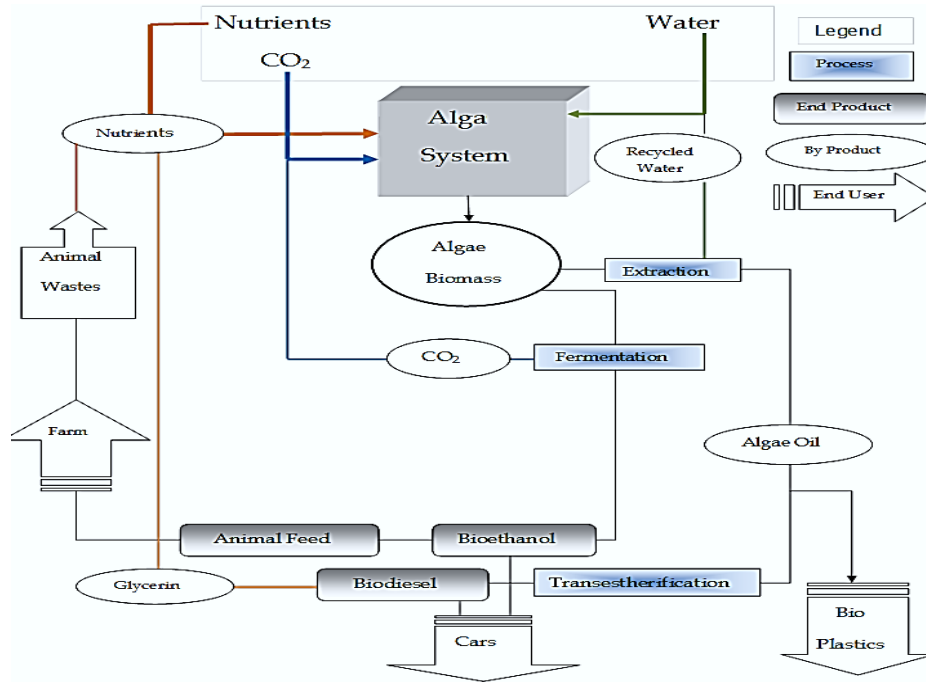 Nutrients
Water
CO₂
Legend
Process
End Product
By Product
End User
Nutrients
Alga
System
Recycled
Water
Animal
Wastes
Algae
Biomass
Extraction
CO₂
Fermentation
Farm
Algae Oil
Animal Feed
Bioethanol
Glycerin
Biodiesel
Transestherification
Cars
Bio
Plastics